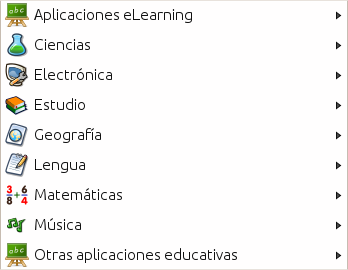 Aplicaciones eLearning
Ciencias
Electrónica
Estudio
Geografía
Lengua
Matemáticas
Música
Otras aplicaciones educativas